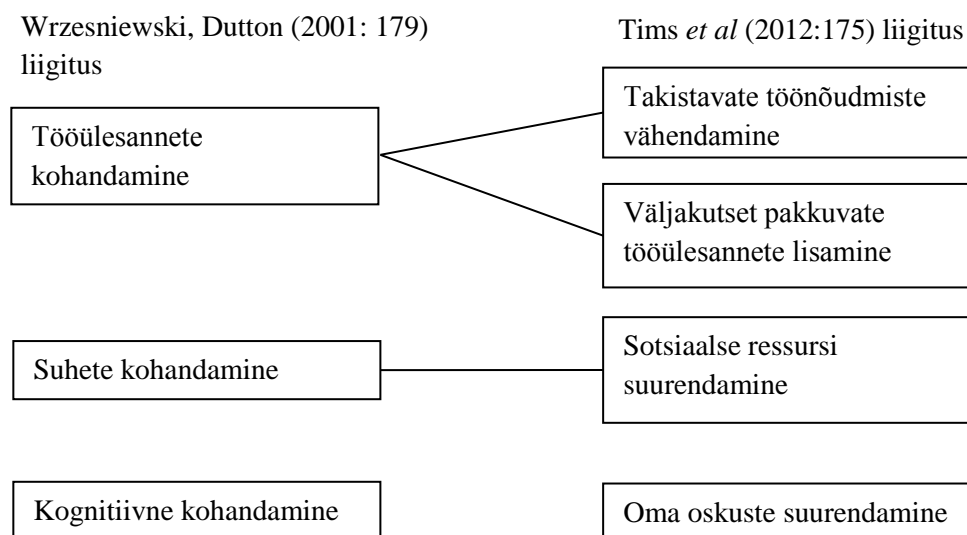 Wrzesniewski, Dutton (2001: 179)
liigitus
Tööülesannete
kohandamine
Suhete kohandamine
Kognitiivne kohandamine
Tims et al (2012:175) liigitus
Takistavate töönõudmiste
vähendamine
Väljakutset pakkuvate
tööülesannete lisamine
Sotsiaalse ressursi
suurendamine
Oma oskuste suurendamine